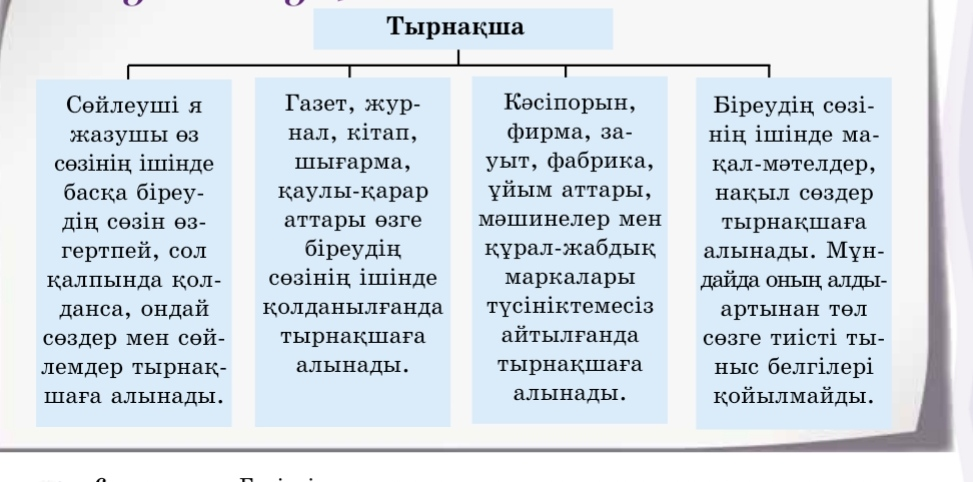 Тырнақша
Сөйлеуші я
жазушы өз
сөзінің ішінде
басқа біреу-
дің сөзін өз-
гертпей, сол
қалпында қол-
данса, ондай
сөздер мен сөй-
лемдер тырнақ-
шаға алынады.
Газет, жур-
нал, кітап,
шығарма,
қаулы-қарар
аттары өзге
біреудің
сөзінің ішінде
қолданылғанда
тырнақшаға
алынады.
Кәсіпорын,
фирма, за-
уыт, фабрика,
ұйым аттары,
мәшинелер мен
құрал-жабдық
маркалары
түсініктемесіз
айтылғанда
тырнақшаға
алынады.
Біреудің сөзі-
нің ішінде ма-
қал-мәтелдер,
нақыл сөздер
тырнақшаға
алынады. Мұн-
дайда оның алды-
артынан төл
сөзге тиісті ты-
ныс белгілері
қойылмайды.